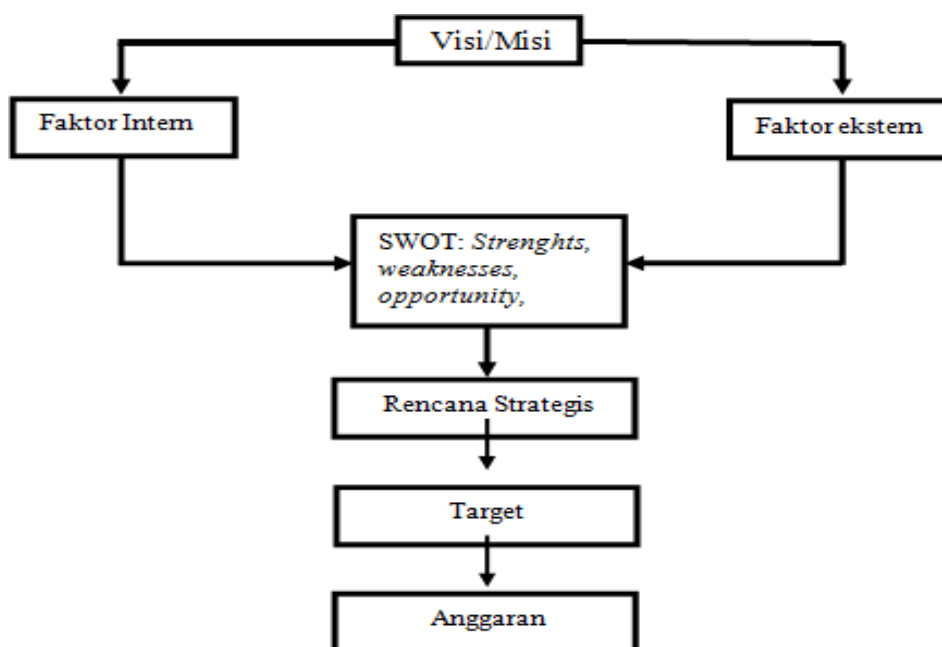 Visi/Misi
Faktor Intern
Faktor ekstern
SWOT: Strenghts,
weaknesses,
opportunity,
Rencana Strategis
Target
Anggaran